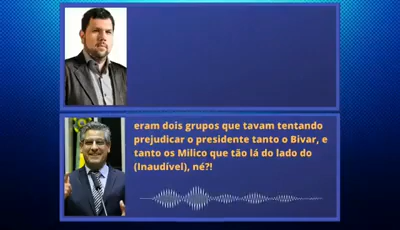 eram dois grupos que tavam tentando
prejudicar o presidente tanto o Bívar, e
tanto os Milico que tão lá do lado do
(Inaudível), né?!